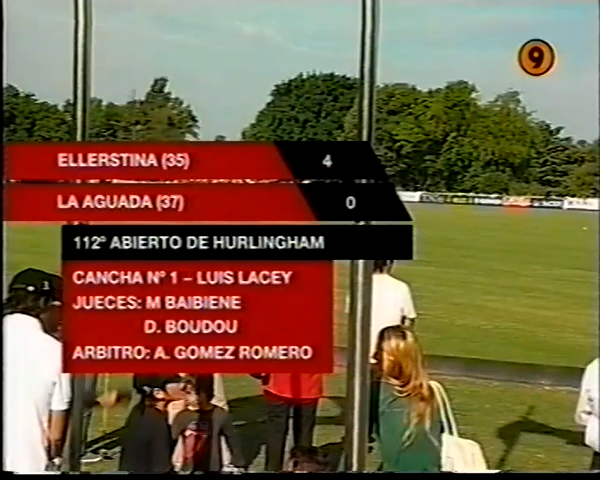 9
ELLERSTINA (35) 4
LA AGUADA (37) 0
112º ABIERTO DE HURLINGHAM
CANCHA Nº 1 – LUIS LACEY
JUECES: M BAIBIENE
D. BOUDOU
ARBITRO: A. GOMEZ ROMERO